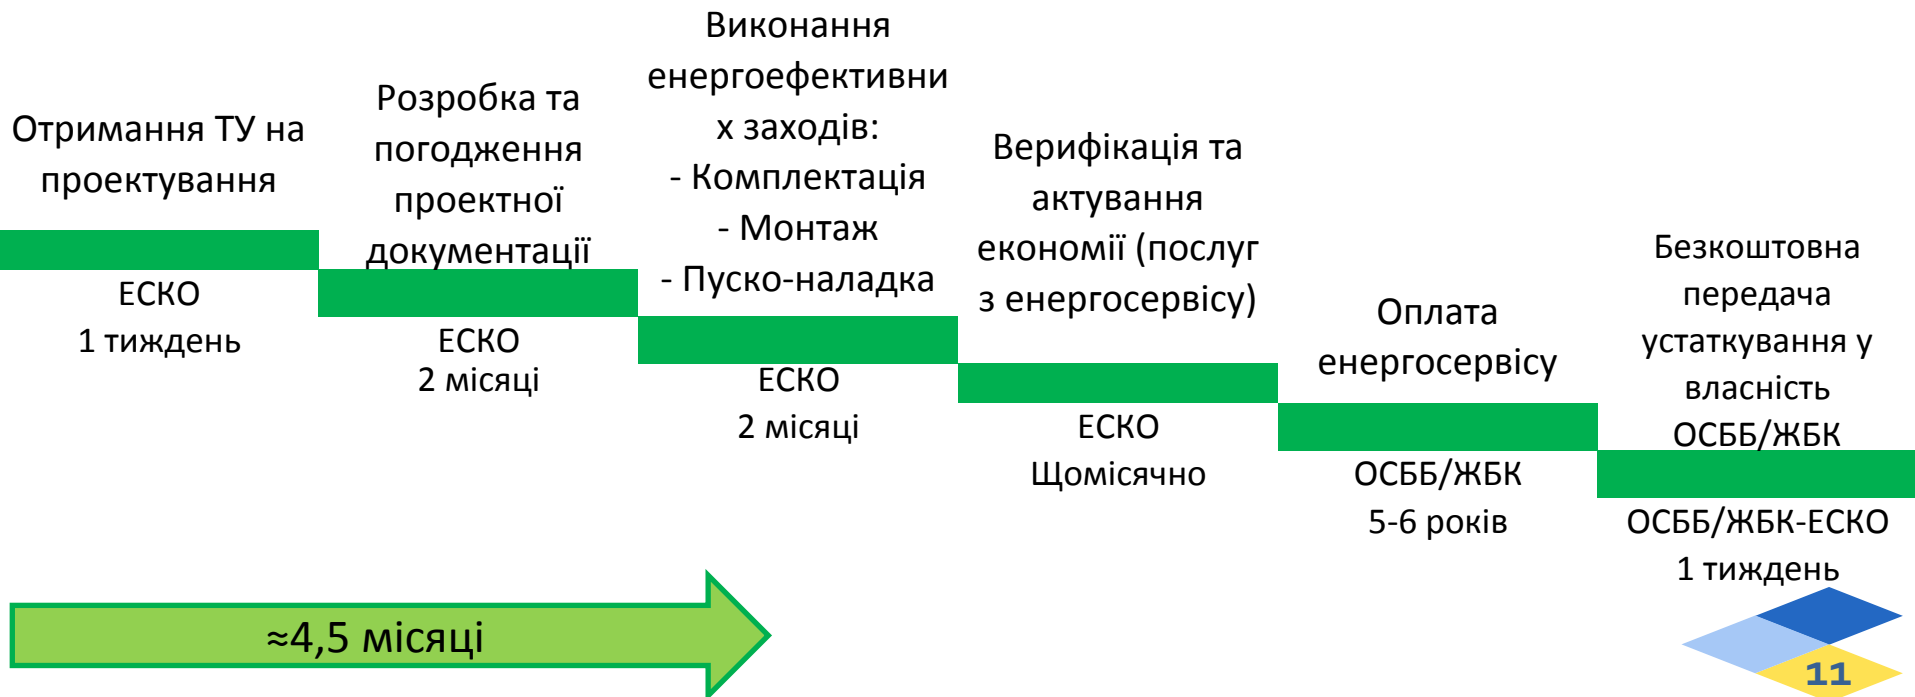 Отримання ТУ на
проектування
ЕСКО
1 тиждень
Розробка та
погодження
проектної
документації
ЕСКО
2 місяці
Виконання
енергоефективни
х заходів:
- Комплектація
- Монтаж
- Пуско-наладка
ЕСКО
2 місяці
Верифікація та
актування
економії (послуг
з енергосервісу)
ЕСКО
Щомісячно
Оплата
енергосервісу
ОСББ/ЖБК
5-6 років
Безкоштовна
передача
устаткування у
власність
ОСББ/ЖБК
ОСББ/ЖБК-ЕСКО
1 тиждень
≈4,5 місяці
11